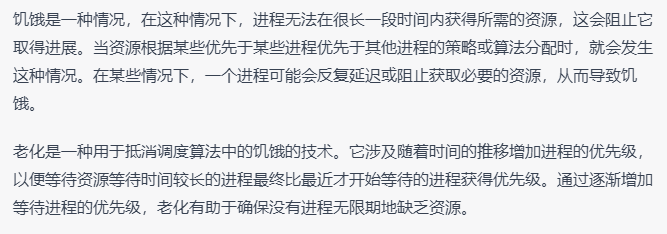 饥饿是一种情况，在这种情况下，进程无法在很长一段时间内获得所需的资源，这会阻止它
取得进展。当资源根据某些优先于某些进程优先于其他进程的策略或算法分配时，就会发生
这种情况。在某些情况下，一个进程可能会反复延迟或阻止获取必要的资源，从而导致饥
饿。
老化是一种用于抵消调度算法中的饥饿的技术。它涉及随着时间的推移增加进程的优先级，
以便等待资源等待时间较长的进程最终比最近才开始等待的进程获得优先级。通过逐渐增加
等待进程的优先级，老化有助于确保没有进程无限期地缺乏资源。